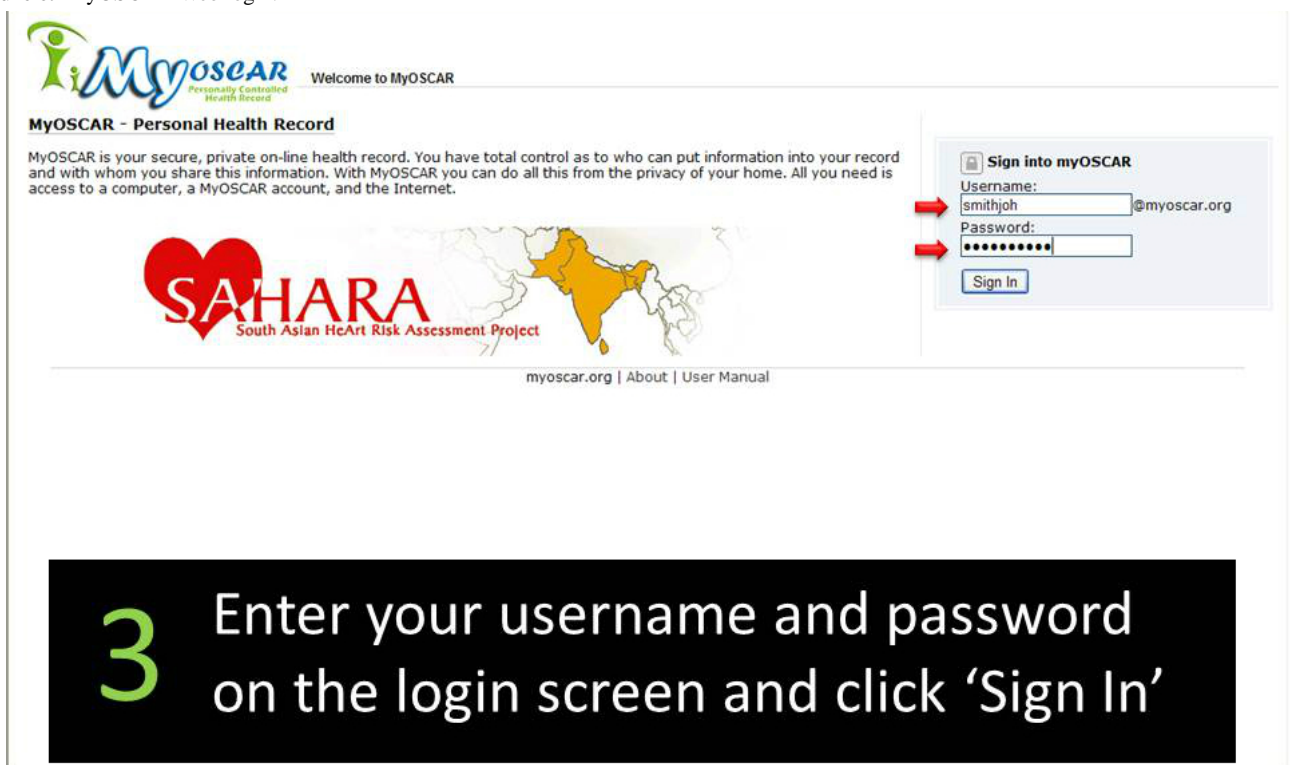 MyOSCAR
Personally Controlled
Health Record
Welcome to MyOSCAR
MyOSCAR - Personal Health Record
MyOSCAR is your secure, private on-line health record. You have total control as to who can put information into your record
and with whom you share this information. With MyOSCAR you can do all this from the privacy of your home. All you need is
access to a computer, a MyOSCAR account, and the Internet.
Sign into myOSCAR
Username:
smithjoh @myoscar.org
Password:
••••••••••
Sign In
SAHARA
South Asian HeArt RIsk Assessment Project
myoscar.org | About | User Manual
3
Enter your username and password
on the login screen and click ‘Sign In’